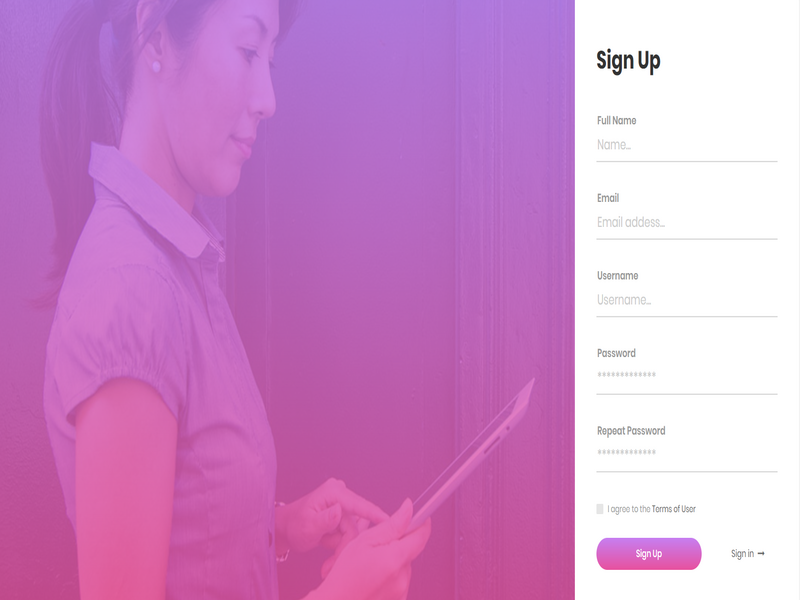 Sign Up
Full Name
Name...
Email
Email addess...
Username
Username...
Password
*************
Repeat Password
*************
I agree to the Terms of User
Sign Up
Sign in →